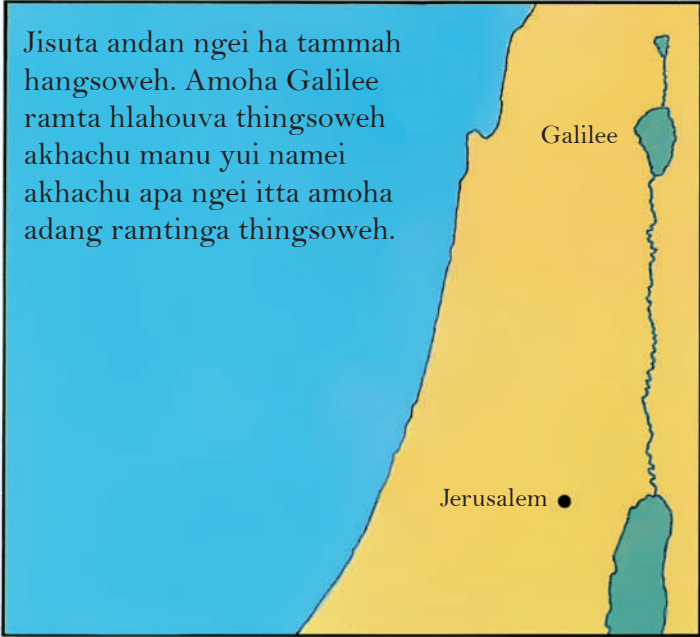 Jisuta andan ngei ha tammah
hangsoweh. Amoha Galilee
ramta hlahouva thingsoweh
akhachu manu yui namei
akhachu apa ngei itta amoha
adang ramtinga thingsoweh.
Galilee
Jerusalem